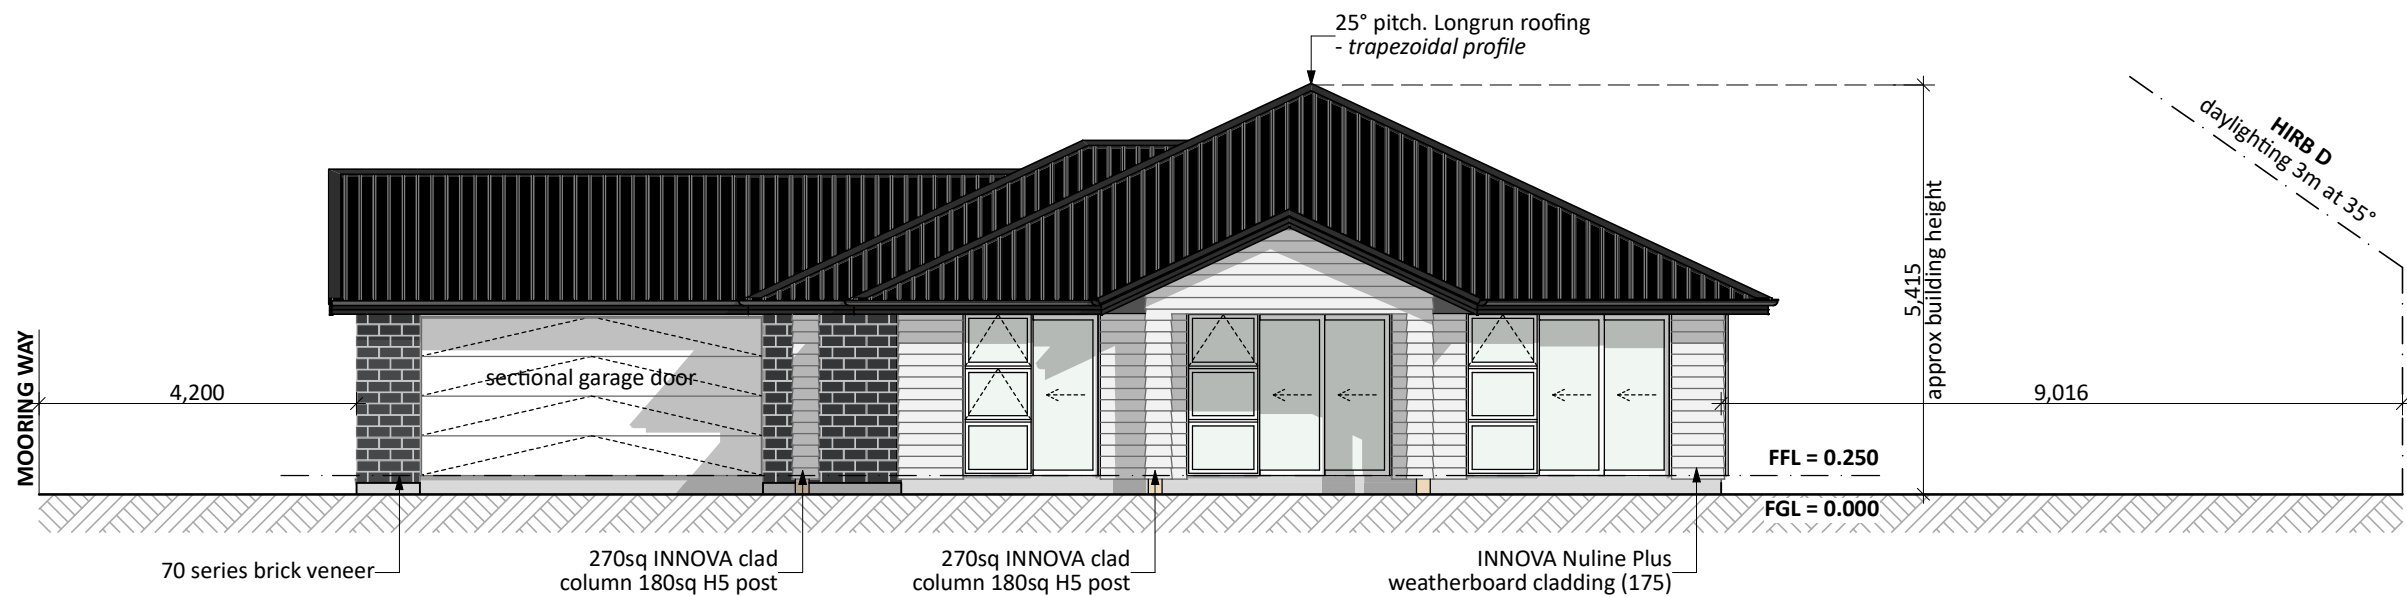 25° pitch. Longrun roofing
- trapezoidal profile
HIRB D
daylighting 3m at 35°
5,415
approx building height
MOORING WAY
4,200
sectional garage door
9,016
FFL = 0.250
FGL = 0.000
70 series brick veneer
270sq INNOVA clad
column 180sq H5 post
270sq INNOVA clad
column 180sq H5 post
INNOVA Nuline Plus
weatherboard cladding (175)